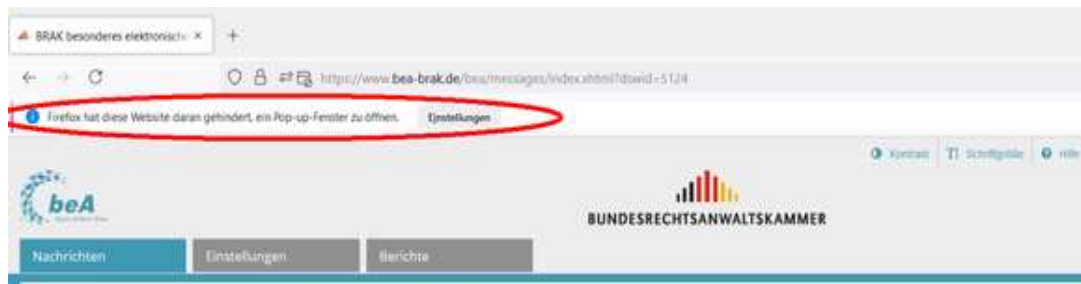 BRAK besonderes elektronisch
https://www.bea-brak.de/bea/messages/index.xhtml?dswid=5124
Firefox hat diese Website daran gehindert, ein Pop-up-Fenster zu öffnen. Einstellungen
Kontrast Schriftgröße Hilfe
beA
BUNDESRECHTSANWALTSKAMMER
Nachrichten Einstellungen Berichte